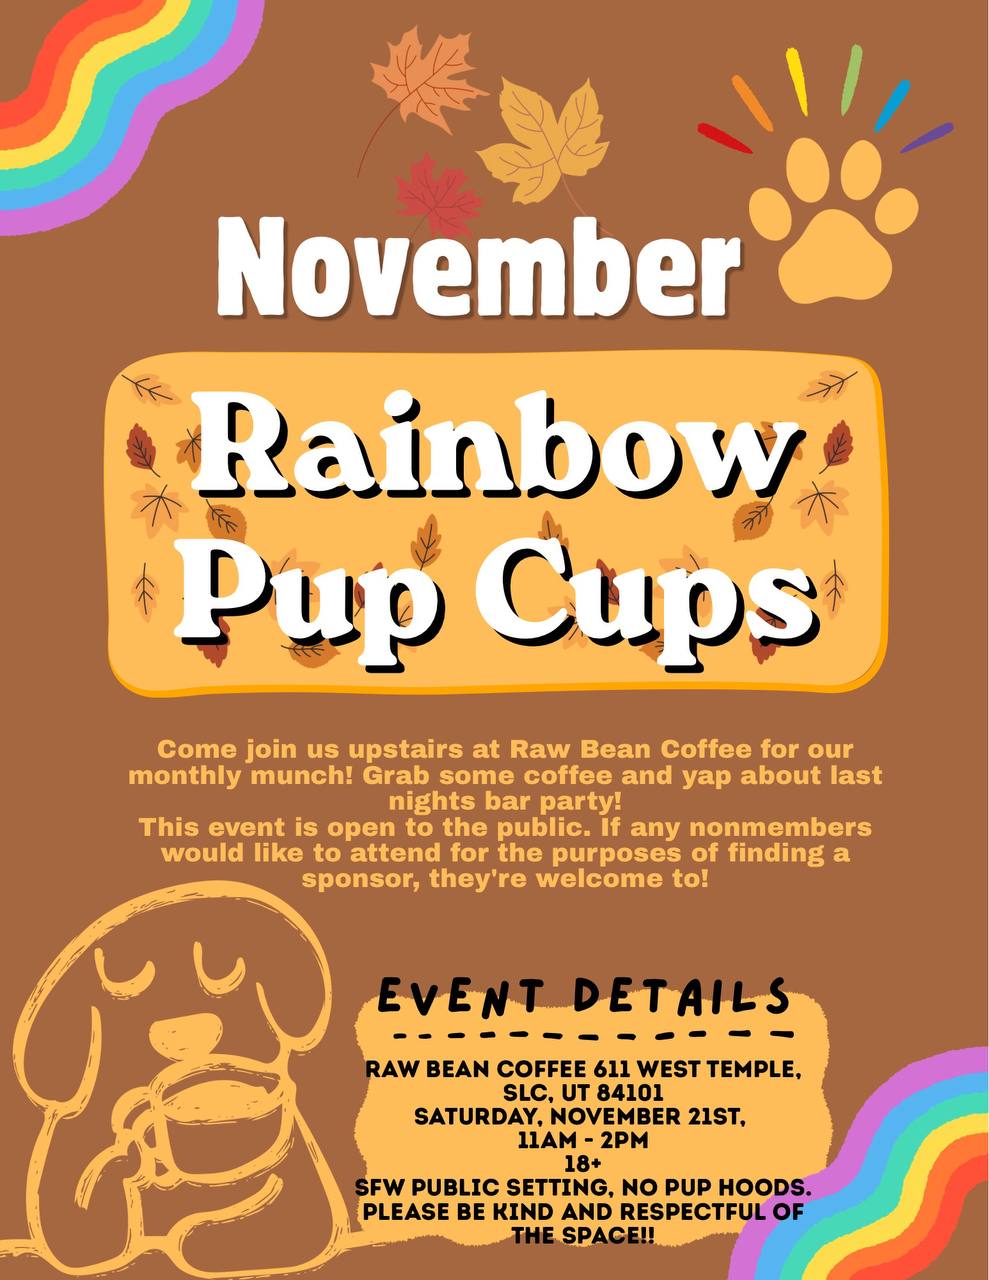 November
Rainbow
Pup Cups
Come join us upstairs at Raw Bean Coffee for our
monthly munch! Grab some coffee and yap about last
nights bar party!
This event is open to the public. If any nonmembers
would like to attend for the purposes of finding a
sponsor, they're welcome to!
EVENT DETAILS
RAW BEAN COFFEE 611 WEST TEMPLE,
SLC, UT 84101
SATURDAY, NOVEMBER 21ST,
11AM - 2PM
18+
SFW PUBLIC SETTING, NO PUP HOODS.
PLEASE BE KIND AND RESPECTFUL OF
THE SPACE!!